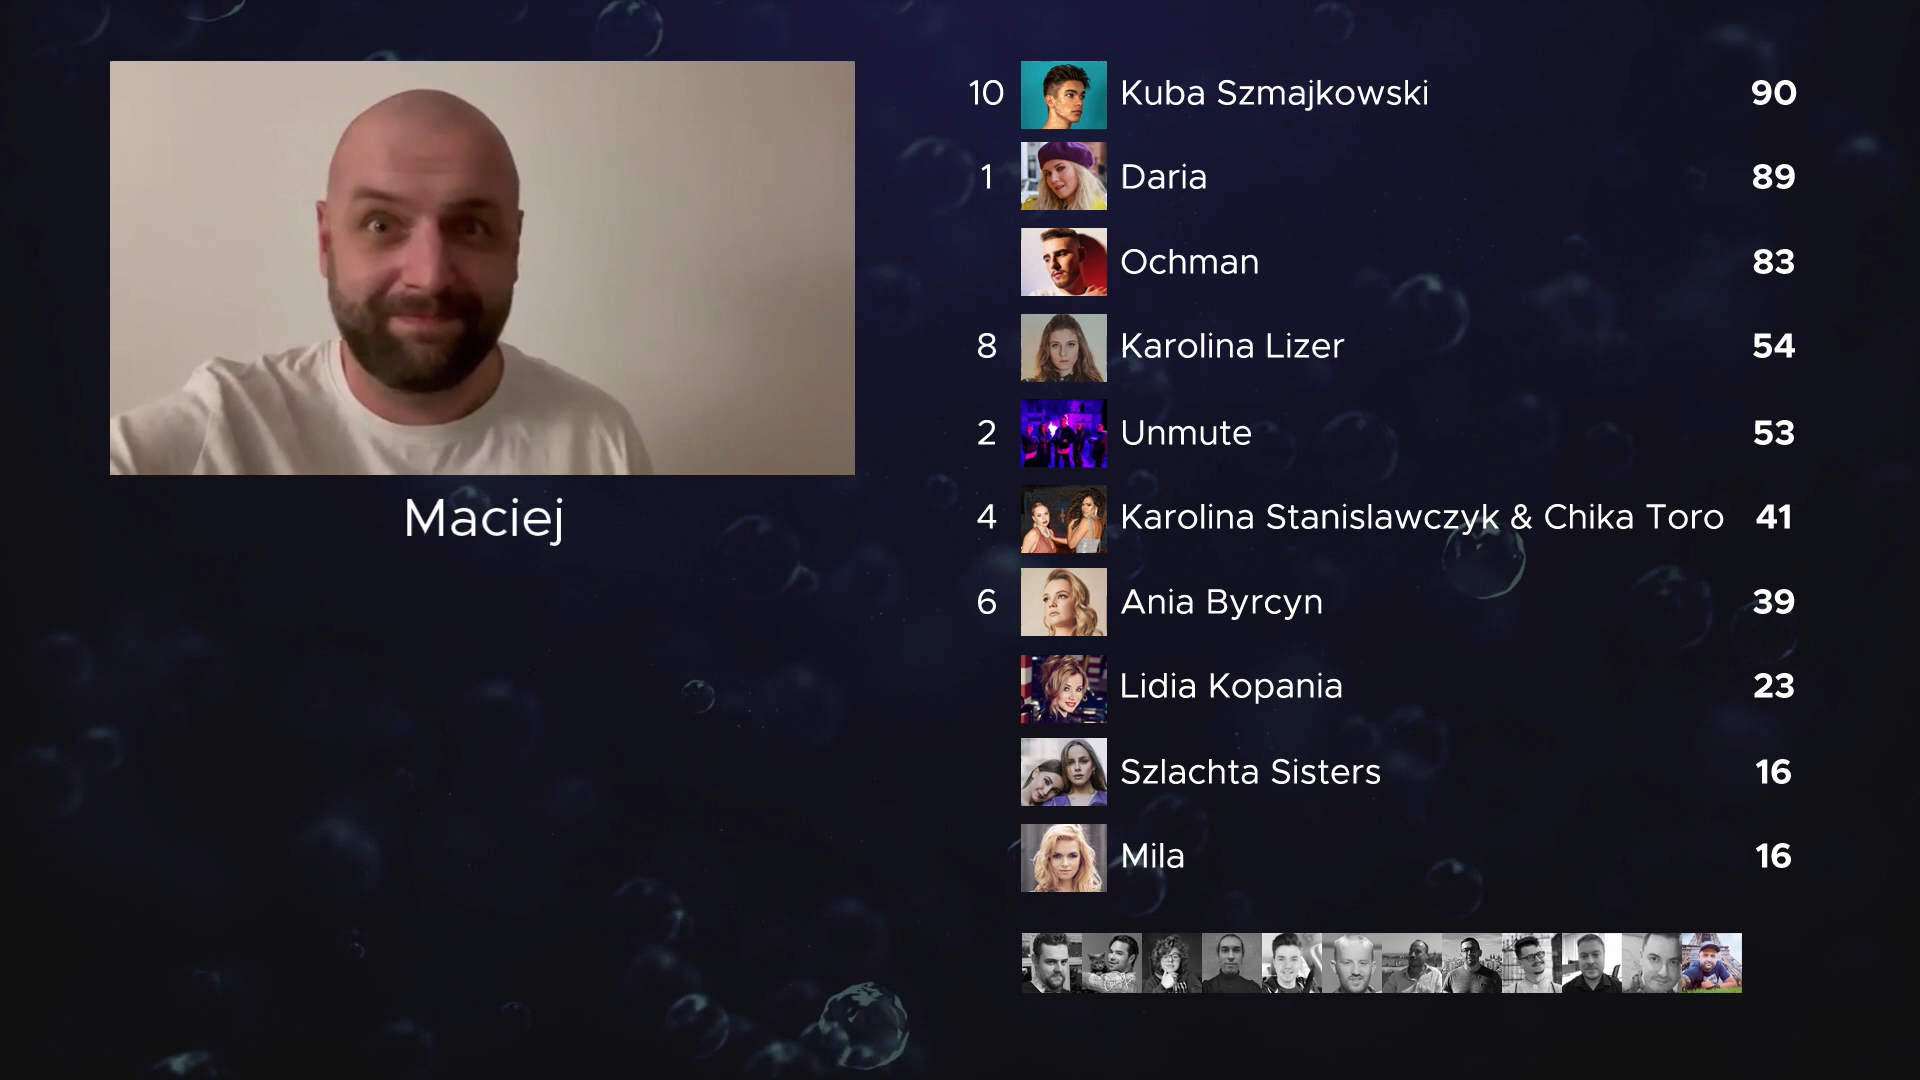 Maciej
10 Kuba Szmajkowski 90
1 Daria 89
Ochman 83
8 Karolina Lizer 54
2 Unmute 53
4 Karolina Stanislawczyk & Chika Toro 41
6 Ania Byrcyn 39
Lidia Kopania 23
Szlachta Sisters 16
Mila 16